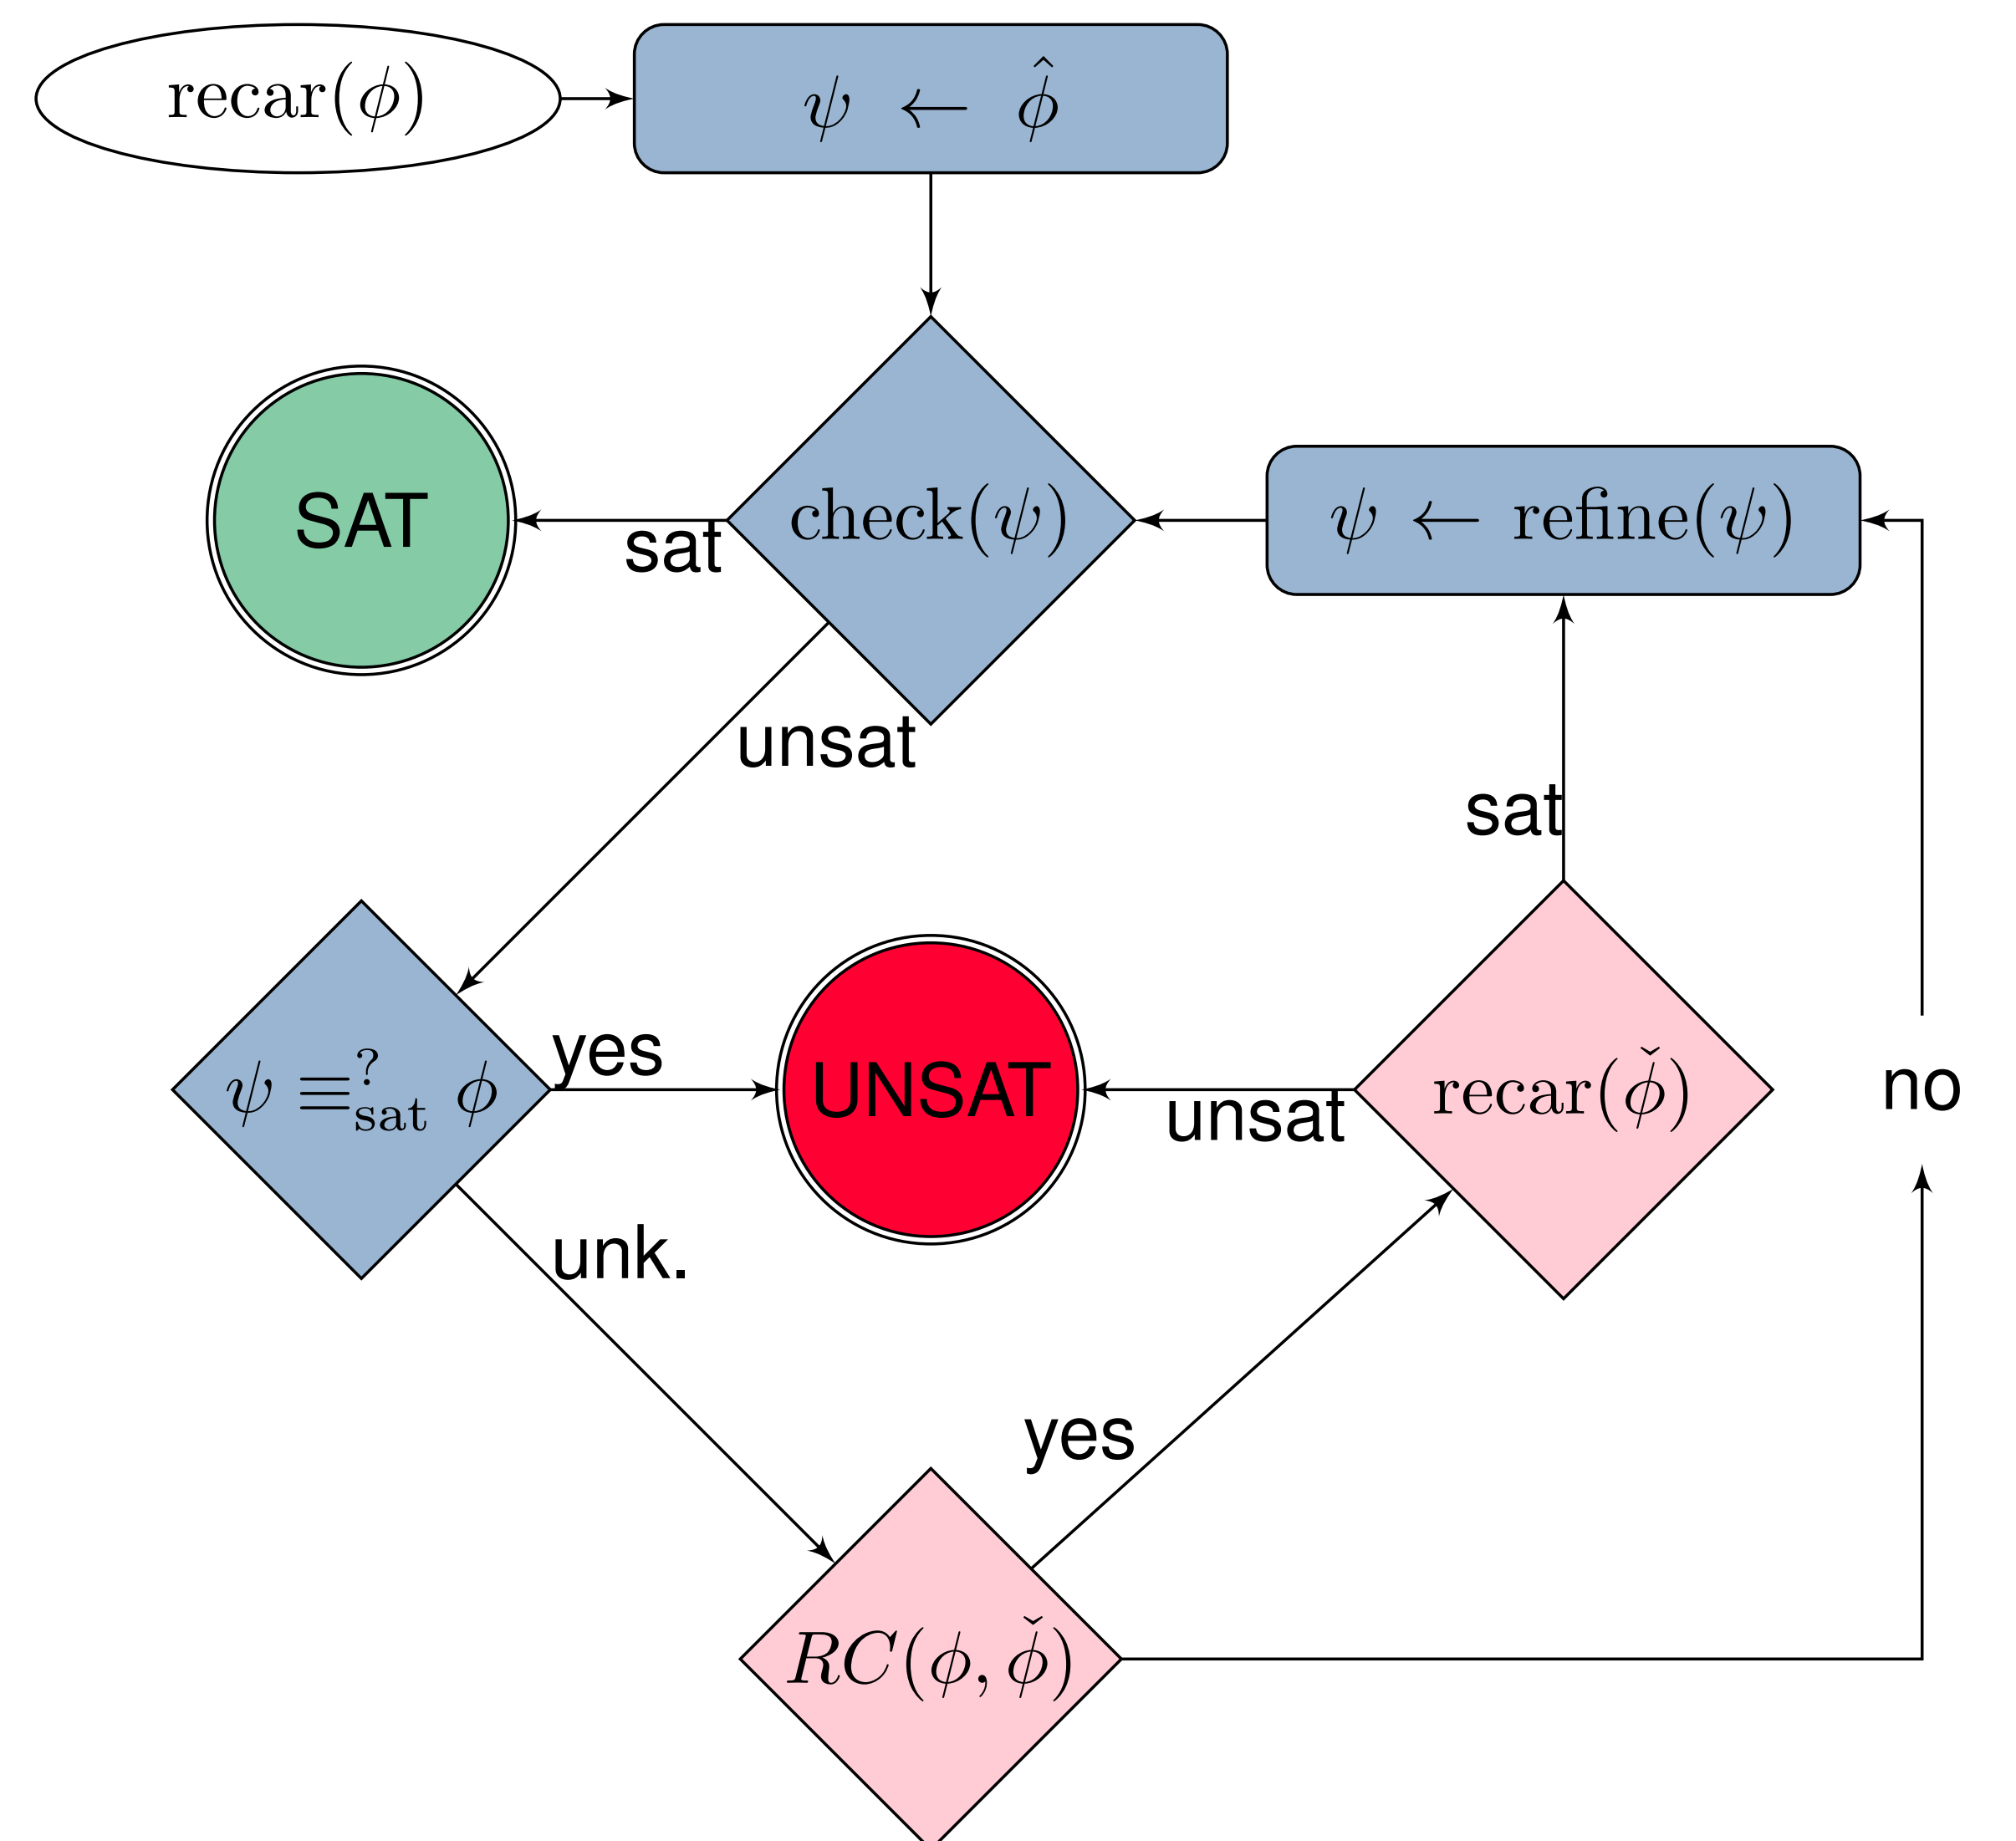 recar(ϕ)
ψ ← ϕ̂
SAT
sat
check(ψ)
ψ ← refine(ψ)
unsat
sat
ψ ≡?sat ϕ
yes
UNSAT
unsat
recar(ϕ̌)
no
unk.
yes
RC(ϕ, ϕ̌)